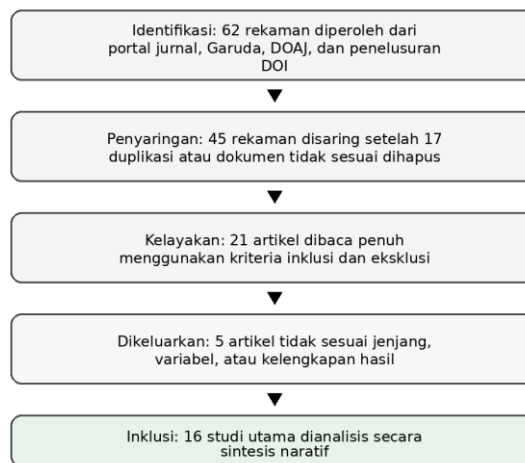 Identifikasi: 62 rekaman diperoleh dari
portal jurnal, Garuda, DOAJ, dan penelusuran
DOI
Penyaringan: 45 rekaman disaring setelah 17
duplikasi atau dokumen tidak sesuai dihapus
Kelayakan: 21 artikel dibaca penuh
menggunakan kriteria inklusi dan eksklusi
Dikeluarkan: 5 artikel tidak sesuai jenjang,
variabel, atau kelengkapan hasil
Inklusi: 16 studi utama dianalisis secara
sintesis naratif